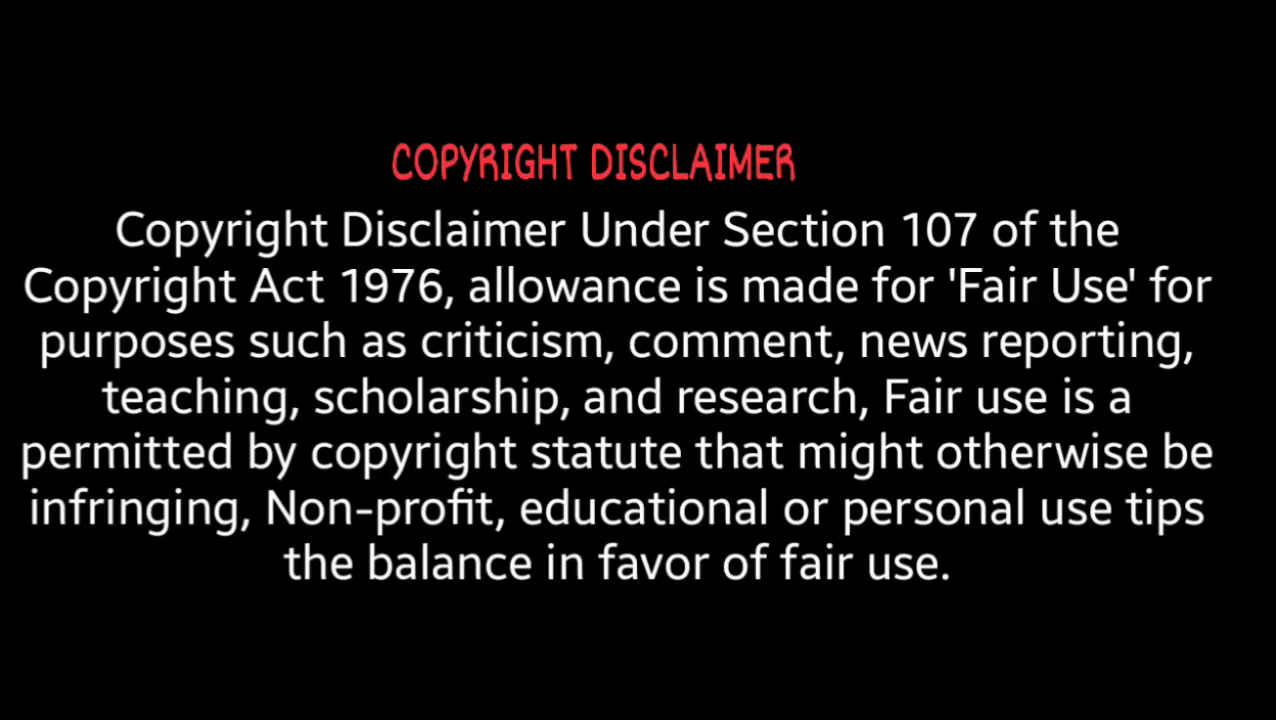 COPYRIGHT DISCLAIMER
Copyright Disclaimer Under Section 107 of the
Copyright Act 1976, allowance is made for 'Fair Use' for
purposes such as criticism, comment, news reporting,
teaching, scholarship, and research, Fair use is a
permitted by copyright statute that might otherwise be
infringing, Non-profit, educational or personal use tips
the balance in favor of fair use.